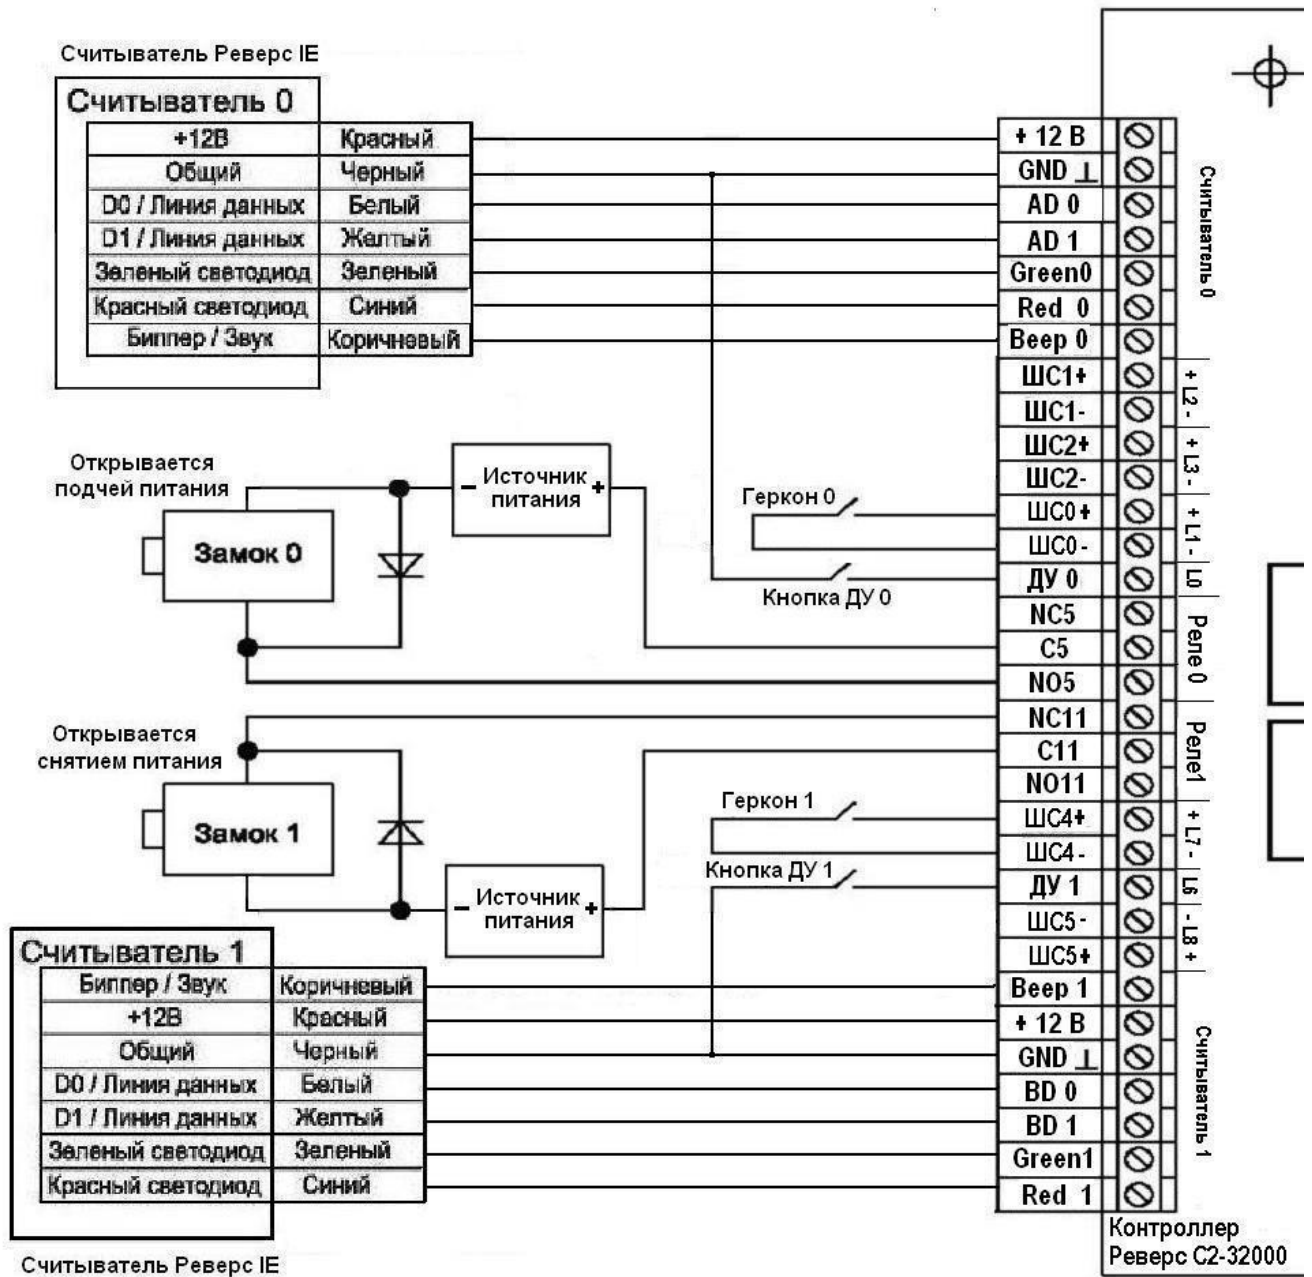 Считыватель Реверс IE
Считыватель 0
+12В Красный
Общий Черный
D0 / Линия данных Белый
D1 / Линия данных Желтый
Зеленый светодиод Зеленый
Красный светодиод Синий
Биппер / Звук Коричневый
+ 12 В
GND ⊥
AD 0
AD 1
Green0
Red 0
Beep 0
ШС1+
ШС1-
ШС2+
ШС2-
ШС0+
ШС0-
ДУ 0
NC5
C5
NO5
NC11
C11
NO11
ШС4+
ШС4-
ДУ 1
ШС5-
ШС5+
Beep 1
+ 12 В
GND ⊥
BD 0
BD 1
Green1
Red 1
Считыватель 0
+ L2 -
+ L3 -
+ L1 -
L0
Реле 0
Реле1
+ L7 -
L6
- L8 +
Считыватель 1
Открывается
подчей питания
Замок 0
- Источник +
питания
Геркон 0
Кнопка ДУ 0
Открывается
снятием питания
Замок 1
- Источник +
питания
Геркон 1
Кнопка ДУ 1
Считыватель 1
Биппер / Звук Коричневый
+12В Красный
Общий Черный
D0 / Линия данных Белый
D1 / Линия данных Желтый
Зеленый светодиод Зеленый
Красный светодиод Синий
Считыватель Реверс IE
Контроллер
Реверс С2-32000